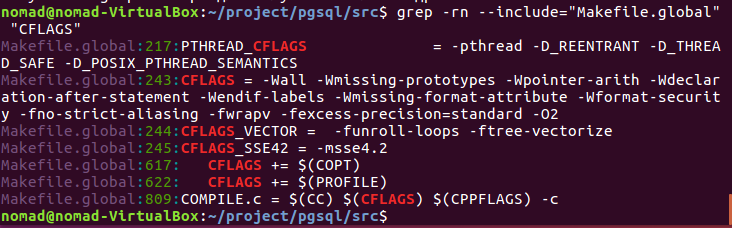 nomad@nomad-VirtualBox:~/project/pgsql/src$ grep -rn --include="Makefile.global"
 "CFLAGS"
Makefile.global:217:PTHREAD_CFLAGS              = -pthread -D_REENTRANT -D_THREA
D_SAFE -D_POSIX_PTHREAD_SEMANTICS
Makefile.global:243:CFLAGS = -Wall -Wmissing-prototypes -Wpointer-arith -Wdeclar
ation-after-statement -Wendif-labels -Wmissing-format-attribute -Wformat-securit
y -fno-strict-aliasing -fwrapv -fexcess-precision=standard -O2
Makefile.global:244:CFLAGS_VECTOR =  -funroll-loops -ftree-vectorize
Makefile.global:245:CFLAGS_SSE42 = -msse4.2
Makefile.global:617:   CFLAGS += $(COPT)
Makefile.global:622:   CFLAGS += $(PROFILE)
Makefile.global:809:COMPILE.c = $(CC) $(CFLAGS) $(CPPFLAGS) -c
nomad@nomad-VirtualBox:~/project/pgsql/src$